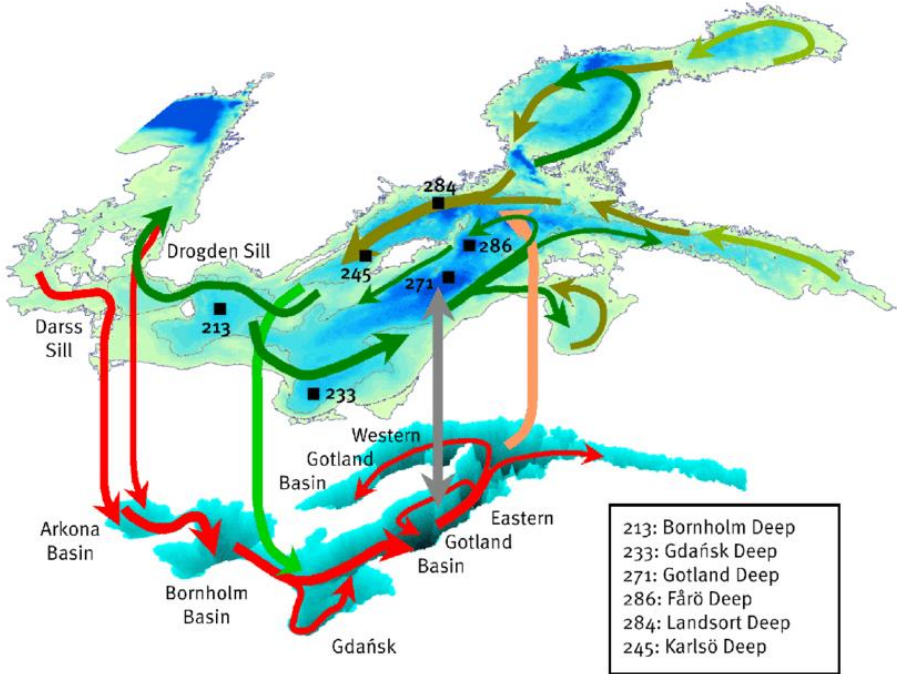 284
Drogden Sill
286
245
271
213
Darss
Sill
233
Western
Gotland
Basin
Eastern
Gotland
Basin
Arkona
Basin
Bornholm
Basin
Gdańsk
213: Bornholm Deep
233: Gdańsk Deep
271: Gotland Deep
286: Fårö Deep
284: Landsort Deep
245: Karlsö Deep